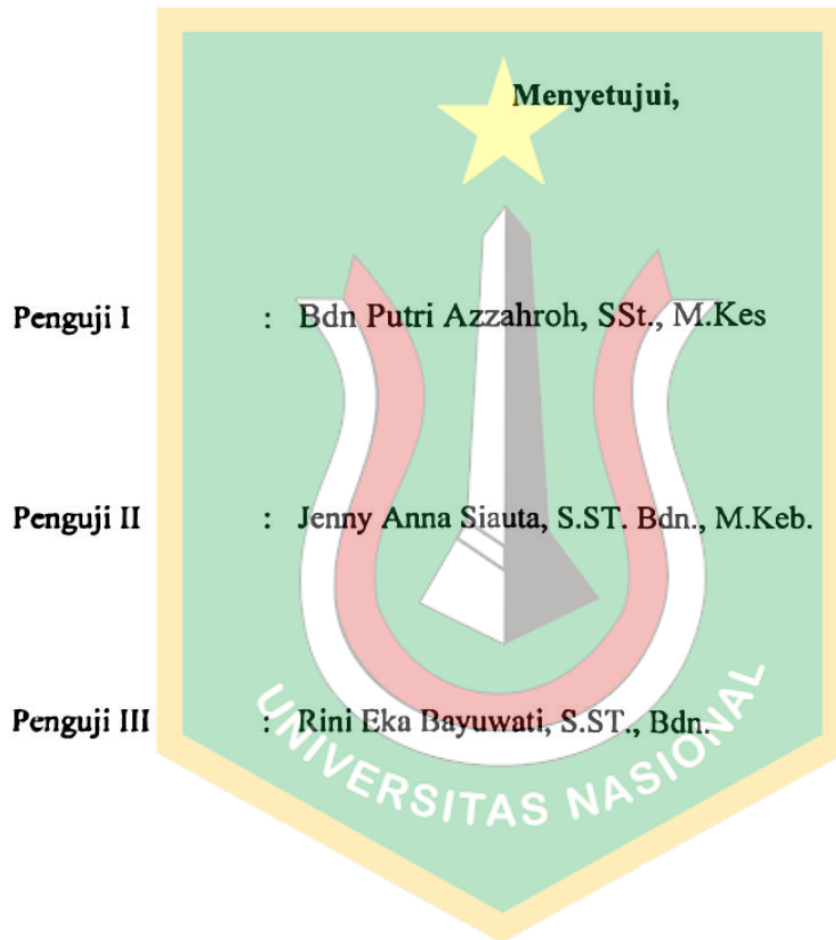 Menyetujui,
Penguji I : Bdn Putri Azzahroh, SSt., M.Kes
Penguji II : Jenny Anna Siauta, S.ST. Bdn., M.Keb.
Penguji III : Rini Eka Bayuwati, S.ST., Bdn.
UNIVERSITAS NASIONAL